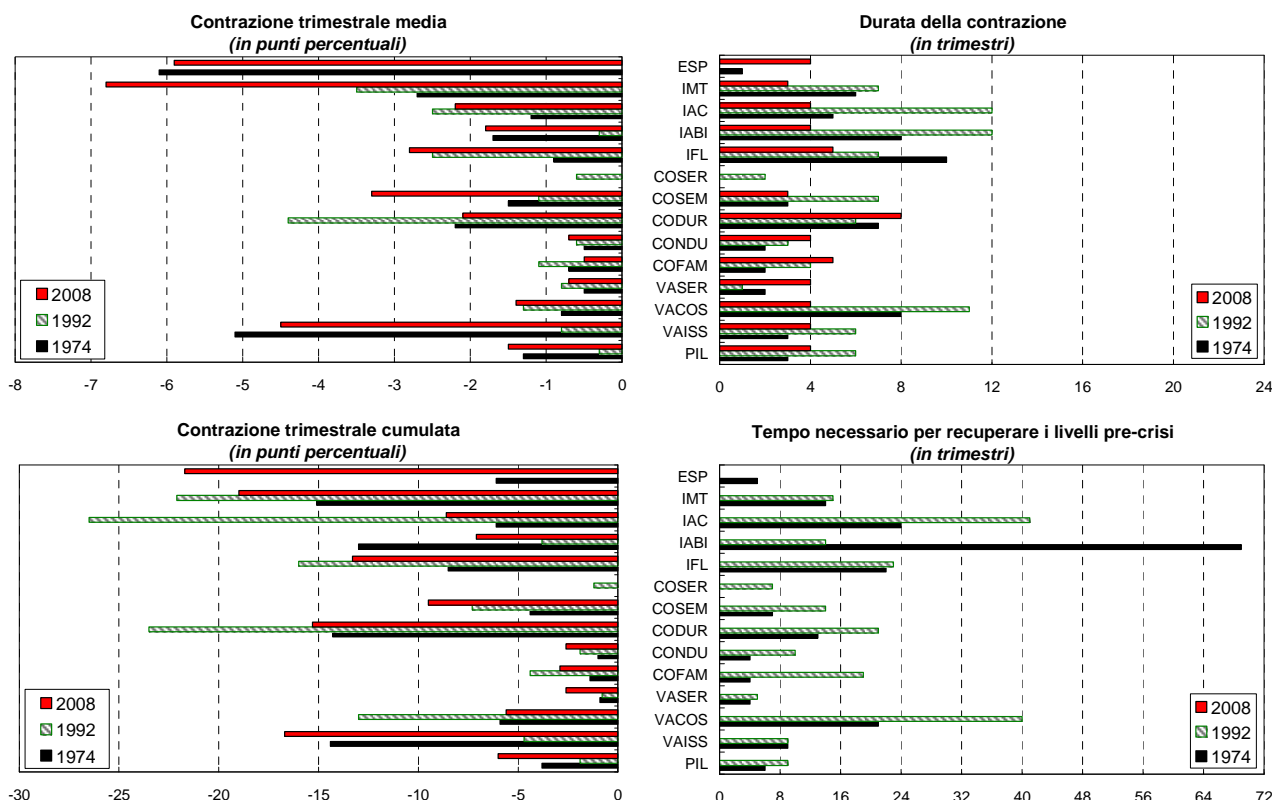 Contrazione trimestrale media
(in punti percentuali)
-8 -7 -6 -5 -4 -3 -2 -1 0
2008
1992
1974
Durata della contrazione
(in trimestri)
ESP
IMT
IAC
IABI
IFL
COSER
COSEM
CODUR
CONDU
COFAM
VASER
VACOS
VAISS
PIL
0 4 8 12 16 20 24
2008
1992
1974
Contrazione trimestrale cumulata
(in punti percentuali)
-30 -25 -20 -15 -10 -5 0
2008
1992
1974
Tempo necessario per recuperare i livelli pre-crisi
(in trimestri)
ESP
IMT
IAC
IABI
IFL
COSER
COSEM
CODUR
CONDU
COFAM
VASER
VACOS
VAISS
PIL
0 8 16 24 32 40 48 56 64 72
2008
1992
1974